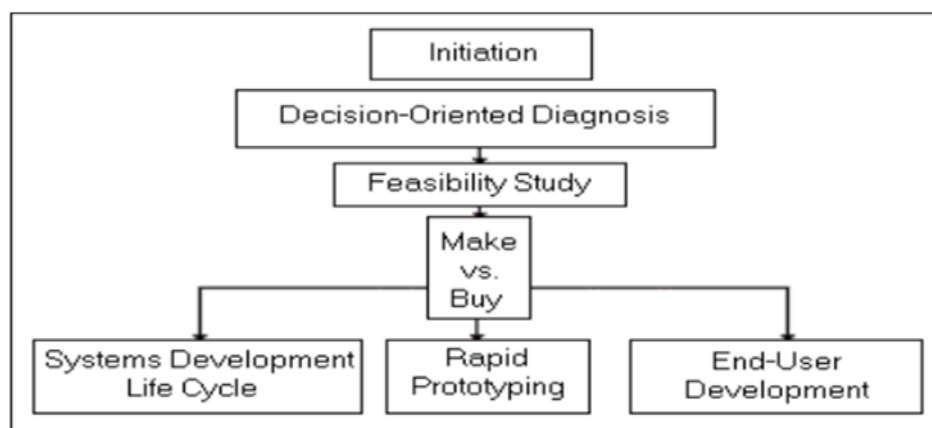 Initiation
Decision-Oriented Diagnosis
Feasibility Study
Make
vs.
Buy
Systems Development
Life Cycle
Rapid
Prototyping
End-User
Development